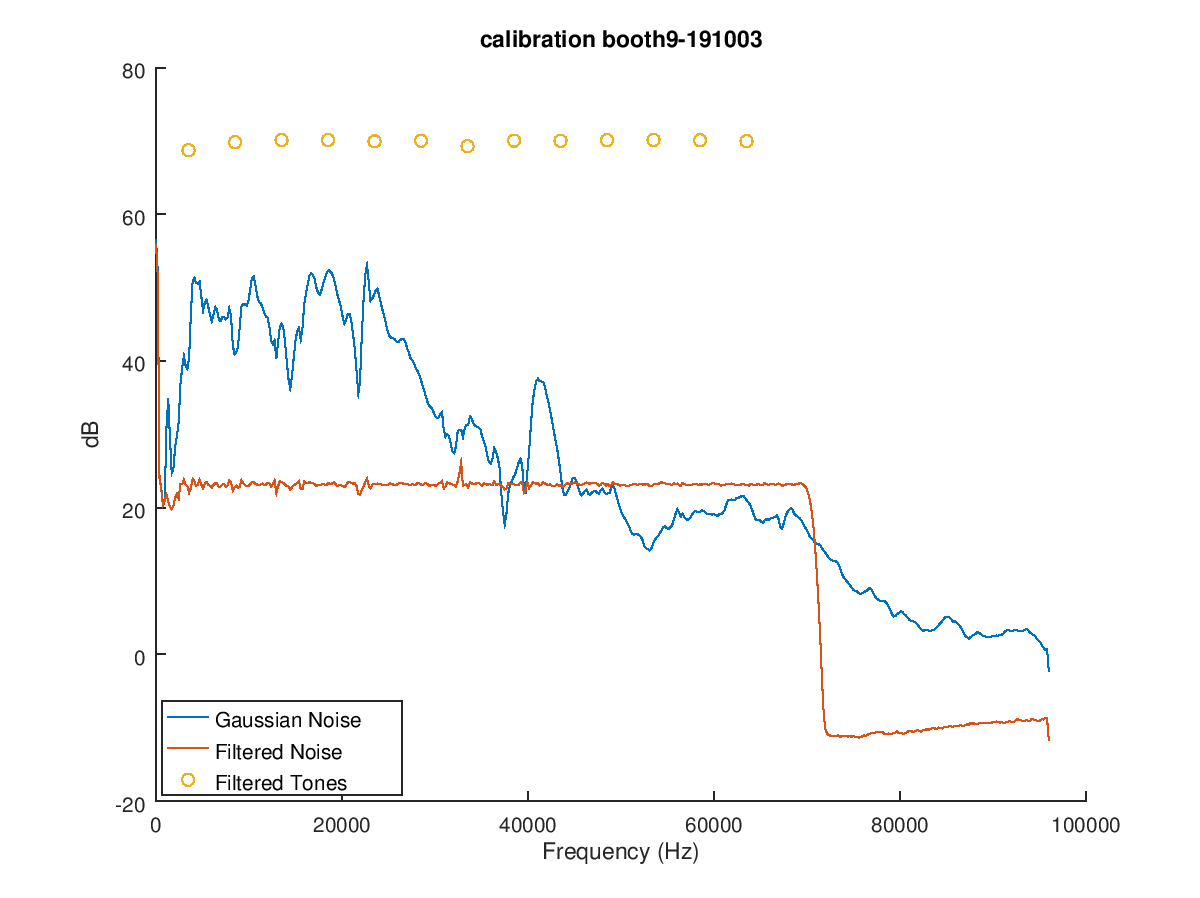 calibration booth9-191003
80
60
40
20
0
-20
dB
Gaussian Noise
Filtered Noise
Filtered Tones
0 20000 40000 60000 80000 100000
Frequency (Hz)